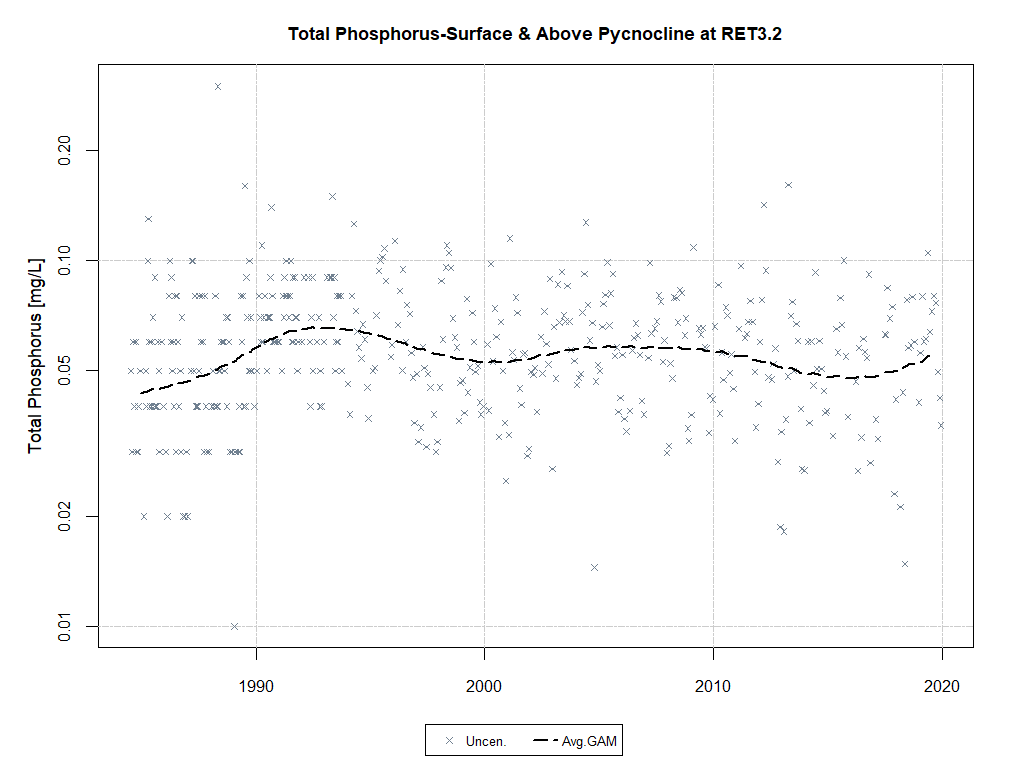 Total Phosphorus-Surface & Above Pycnocline at RET3.2
Total Phosphorus [mg/L]
0.20
0.10
0.05
0.02
0.01
1990 2000 2010 2020
Uncen. Avg.GAM